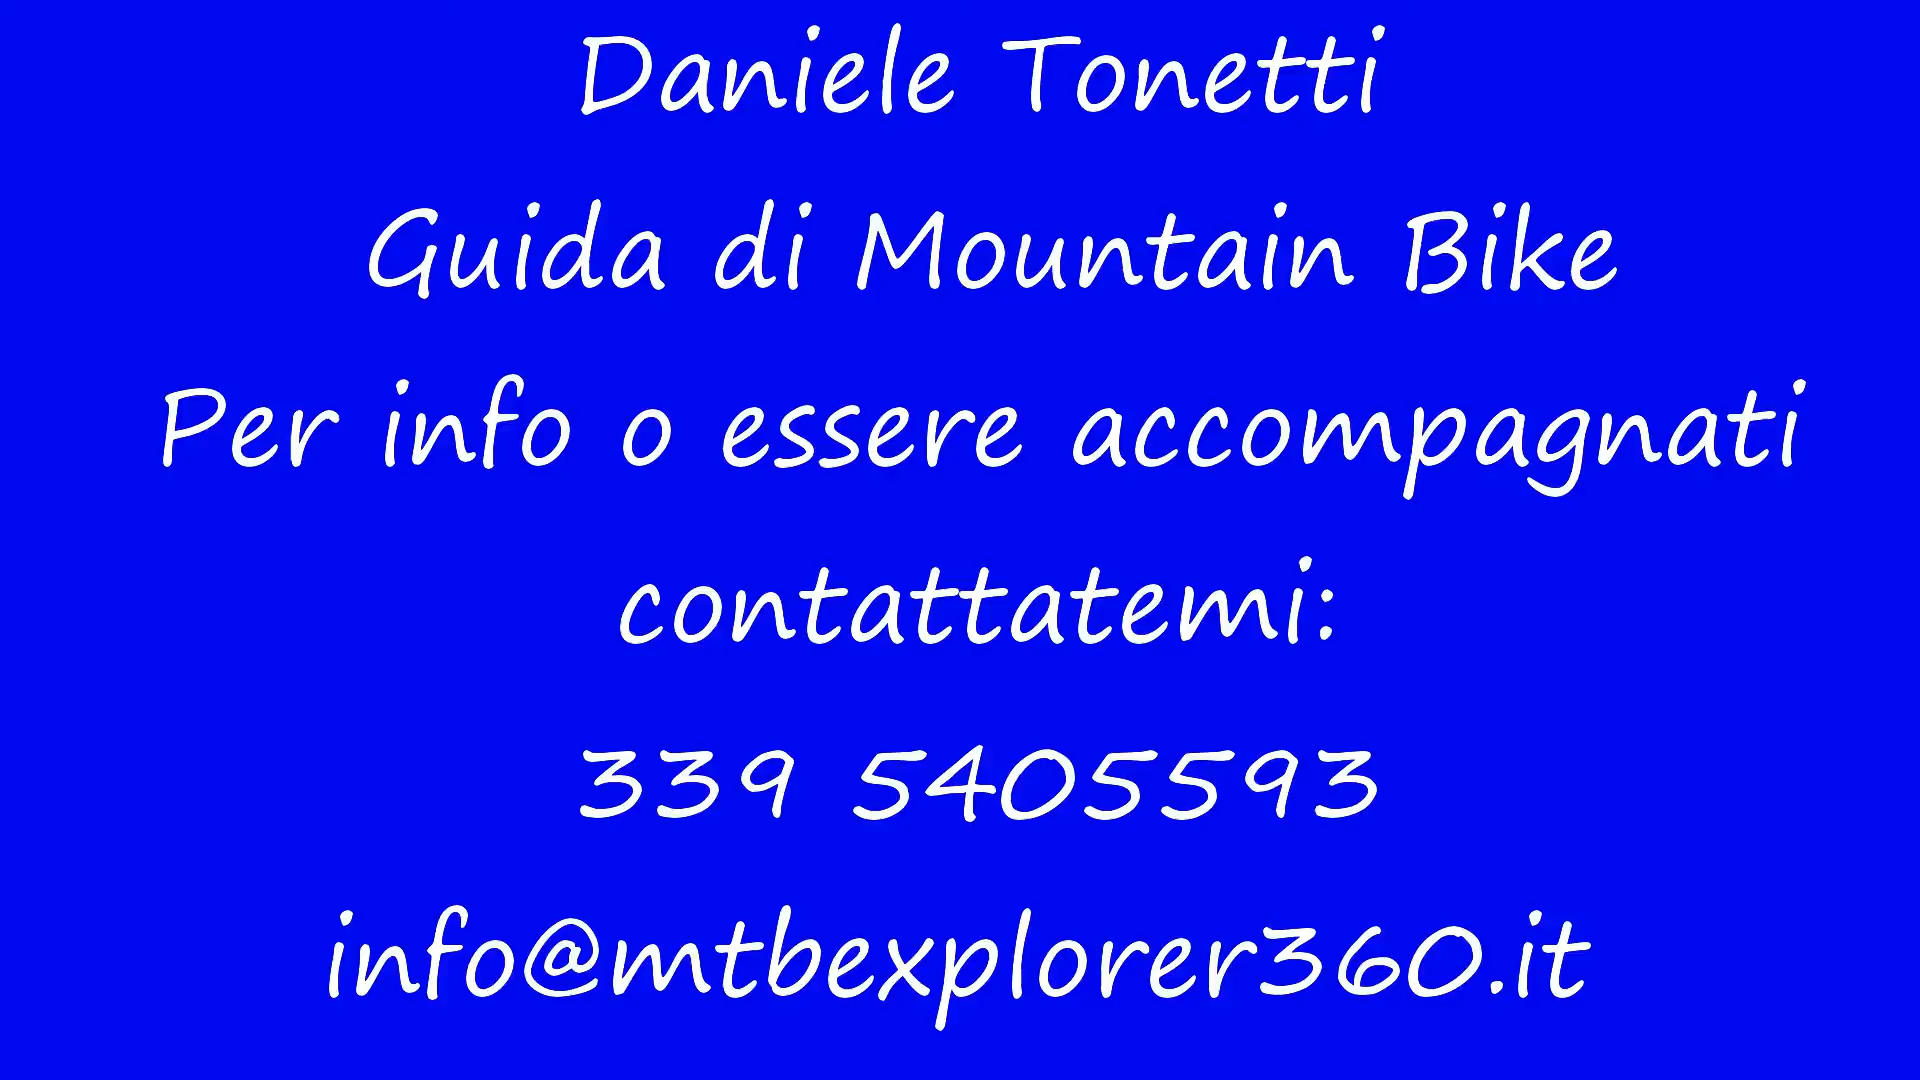 Daniele Tonetti
Guida di Mountain Bike
Per info o essere accompagnati
contattatemi:
339 5405593
info@mtbexplorer360.it